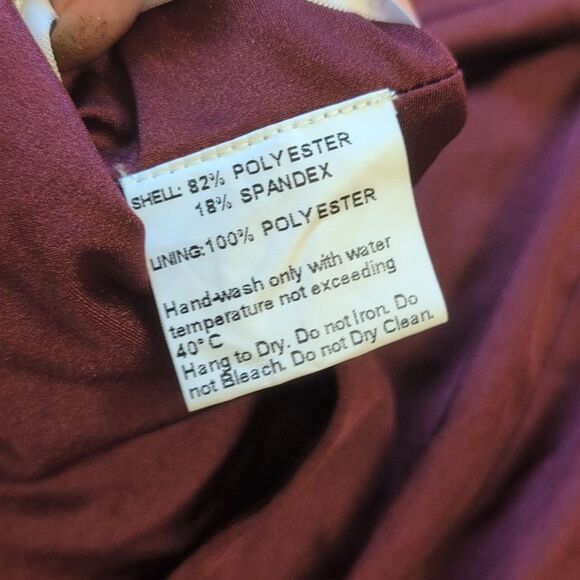 SHELL: 82% POLYESTER
18% SPANDEX
LINING:100% POLYESTER
Hand-wash only with water
temperature not exceeding
40°C
Hang to Dry. Do not Iron. Do
not Bleach. Do not Dry Clean.